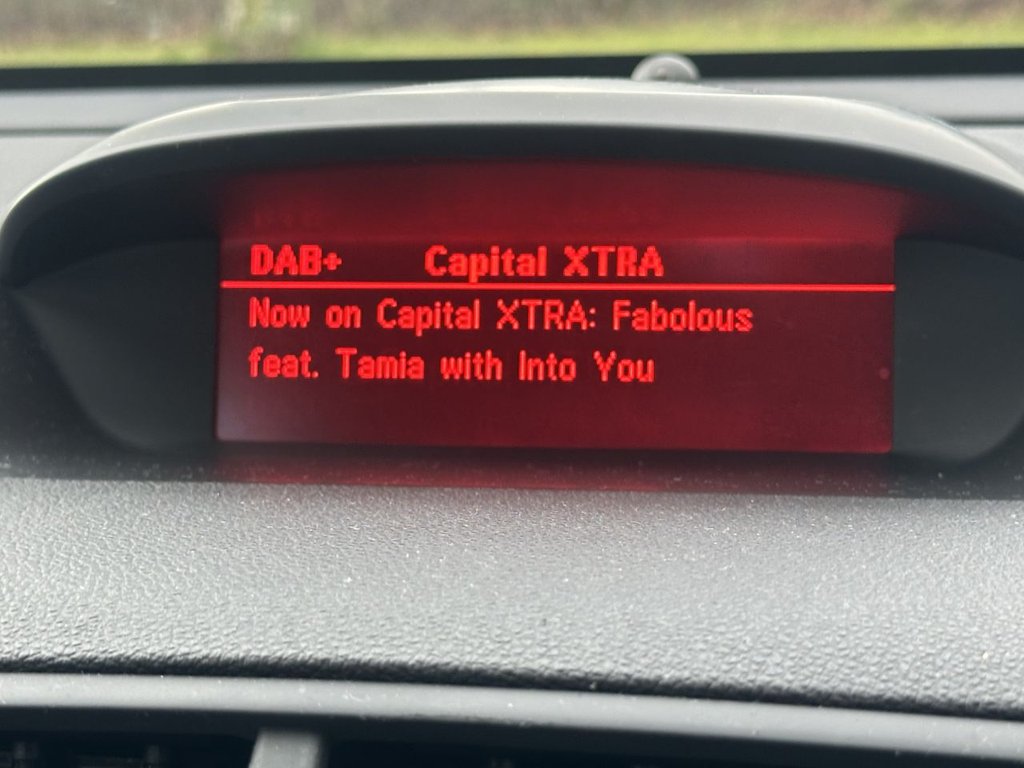 DAB+ Capital XTRA
Now on Capital XTRA: Fabolous
feat. Tamia with Into You